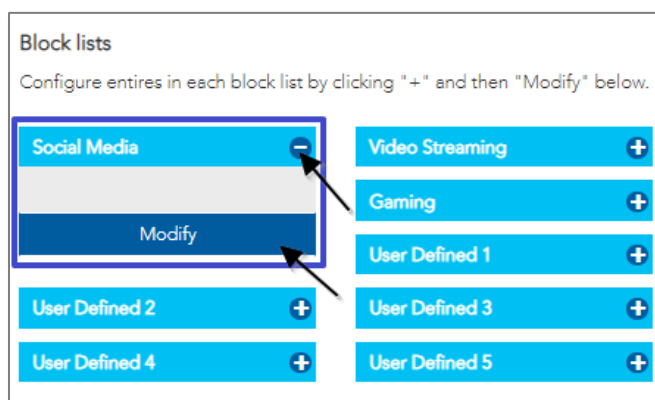 Block lists
Configure entires in each block list by clicking "+" and then "Modify" below.
Social Media
Modify
User Defined 2
User Defined 4
Video Streaming
Gaming
User Defined 1
User Defined 3
User Defined 5